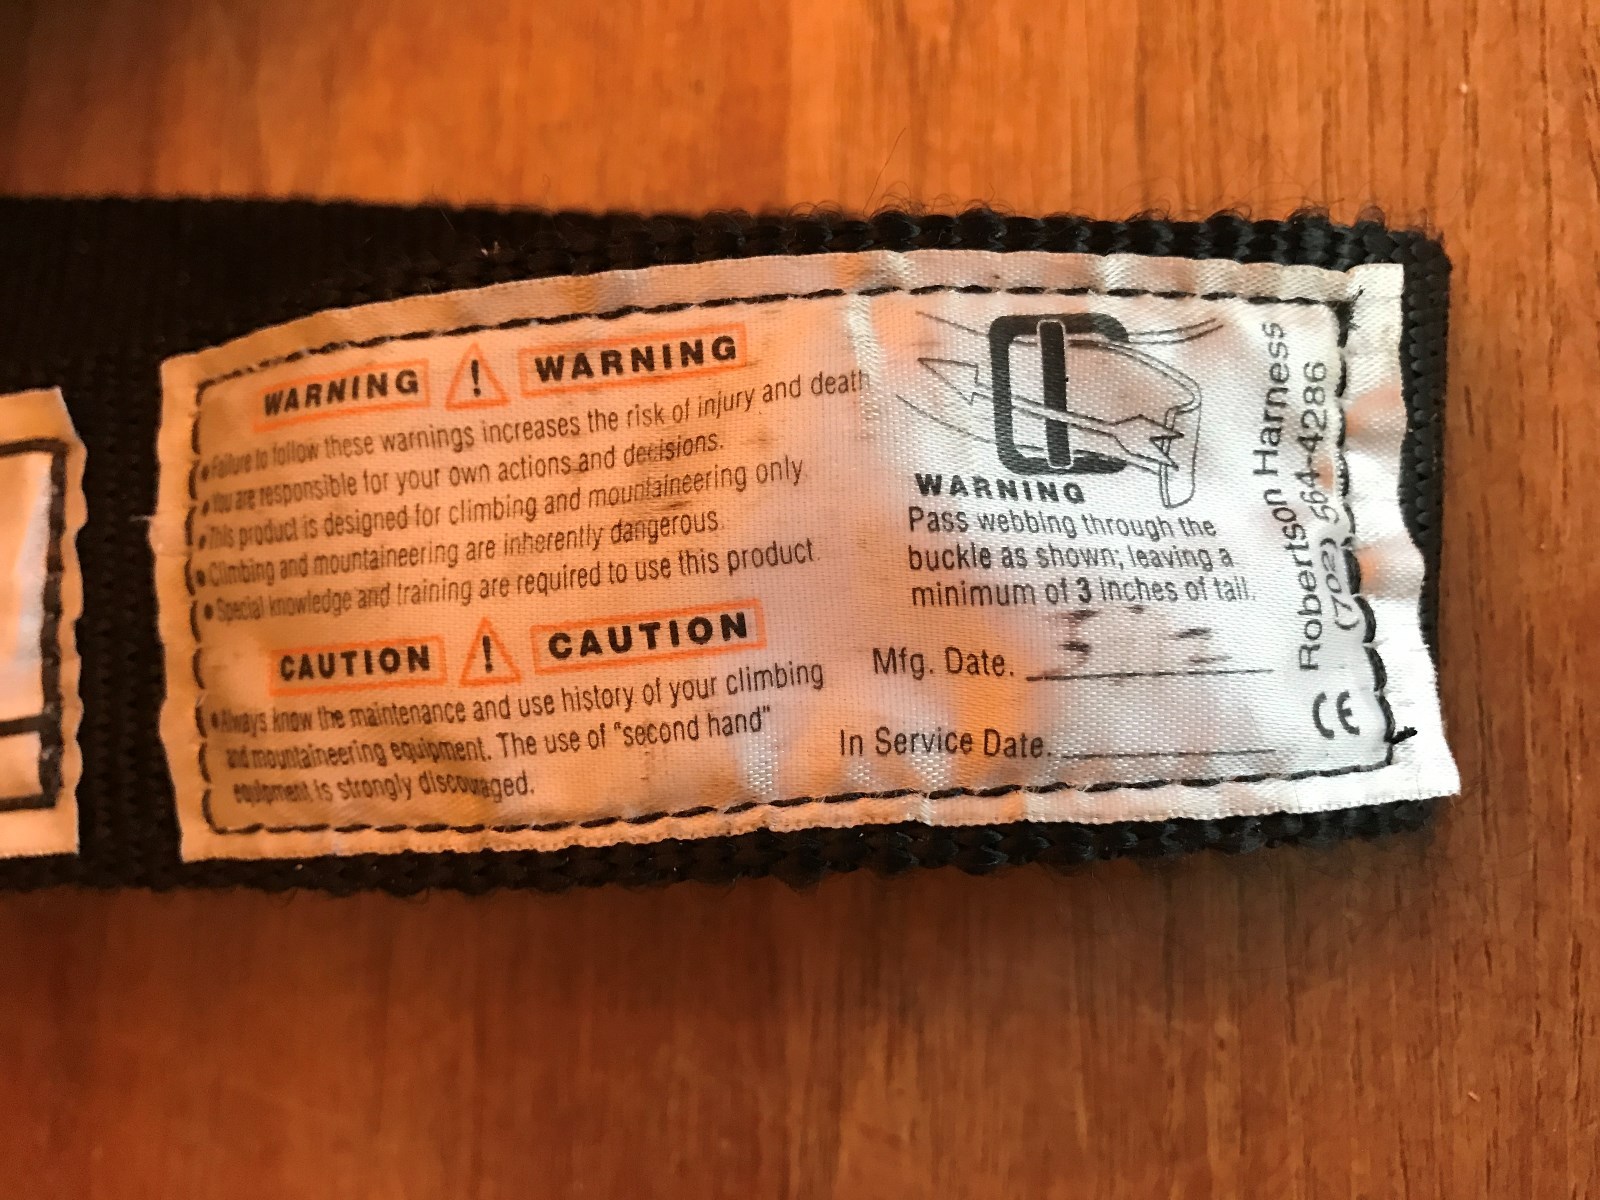 WARNING ! WARNING
•Failure to follow these warnings increases the risk of injury and death
•You are responsible for your own actions and decisions.
•This product is designed for climbing and mountaineering only
•Climbing and mountaineering are inherently dangerous.
•Special knowledge and training are required to use this product.
CAUTION ! CAUTION
•Always know the maintenance and use history of your climbing
and mountaineering equipment. The use of "second hand"
equipment is strongly discouraged.
WARNING
Pass webbing through the
buckle as shown; leaving a
minimum of 3 inches of tail.
Mfg. Date.
In Service Date.
Robertson Harness
(702) 564-4286
CE